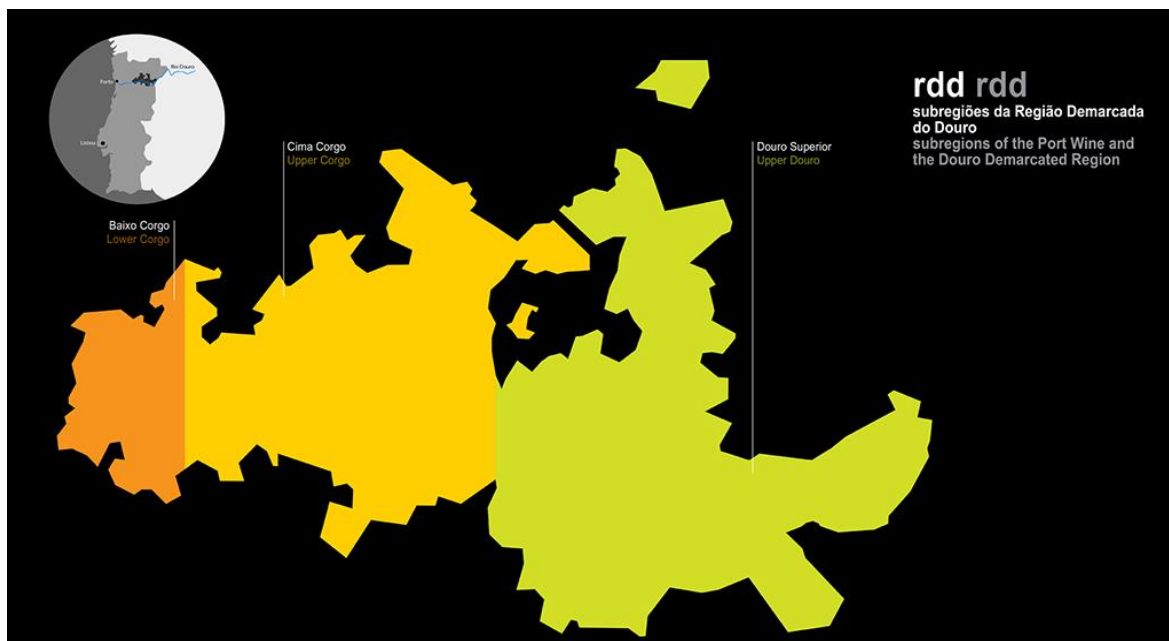 Rio Douro
Porto
Lisboa
rdd rdd
subregiões da Região Demarcada
do Douro
subregions of the Port Wine and
the Douro Demarcated Region
Cima Corgo
Upper Corgo
Douro Superior
Upper Douro
Baixo Corgo
Lower Corgo